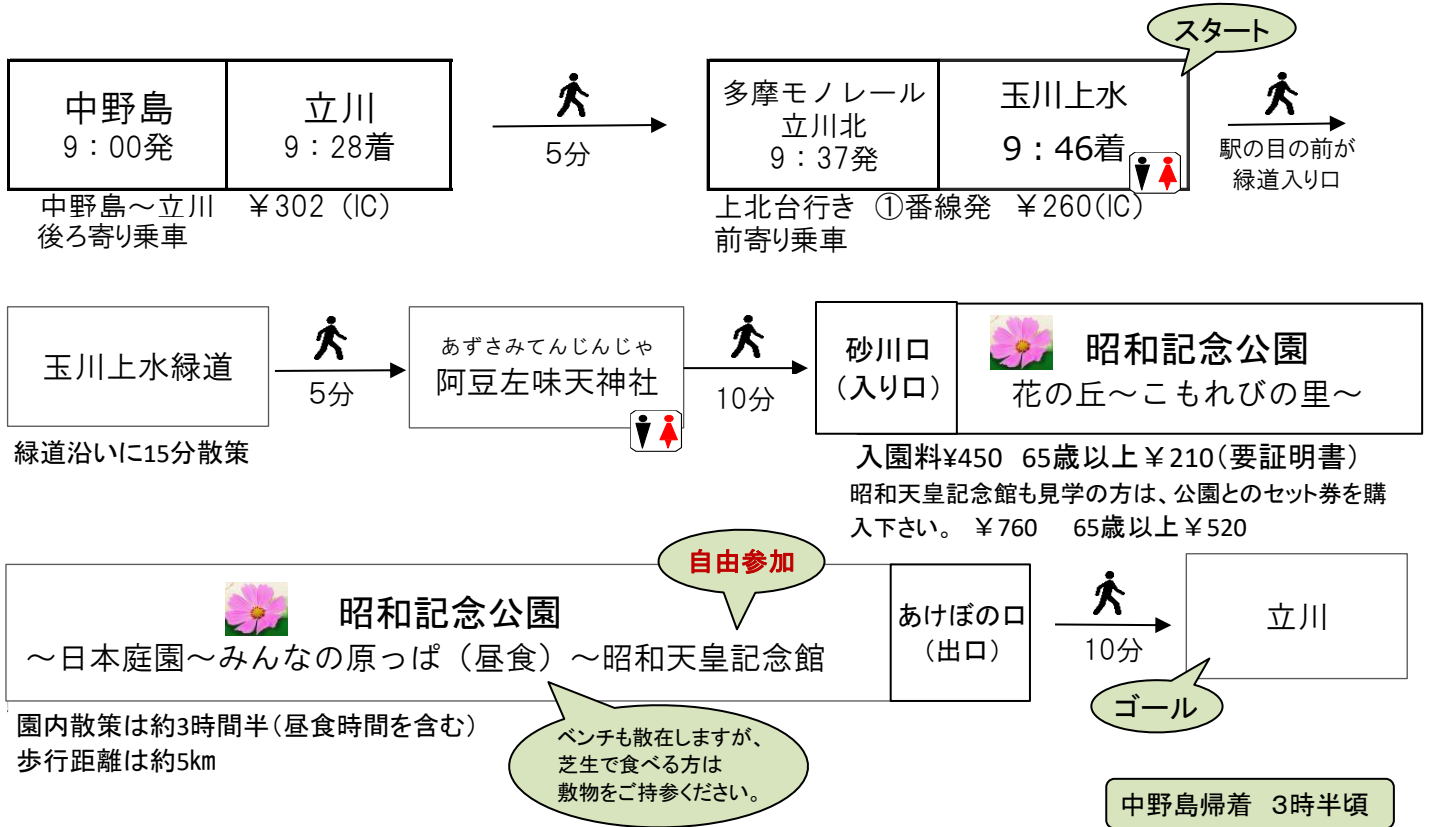 スタート
中野島
9：00発
立川
9：28着
5分
多摩モノレール
立川北
9：37発
玉川上水
9：46着
駅の目の前が
緑道入り口
中野島～立川　￥302（IC）
後ろ寄り乗車
上北台行き　①番線発　￥260(IC)
前寄り乗車
玉川上水緑道
5分
あずさみてんじんじゃ
阿豆左味天神社
10分
砂川口
（入り口）
昭和記念公園
花の丘～こもれびの里～
緑道沿いに15分散策
入園料¥450　65歳以上￥210（要証明書）
昭和天皇記念館も見学の方は、公園とのセット券を購
入下さい。　￥760　　65歳以上￥520
自由参加
昭和記念公園
～日本庭園～みんなの原っぱ（昼食）～昭和天皇記念館
あけぼの口
（出口）
10分
立川
ゴール
園内散策は約3時間半（昼食時間を含む）
歩行距離は約5㎞
ベンチも散在しますが、
芝生で食べる方は
敷物をご持参ください。
中野島帰着　3時半頃